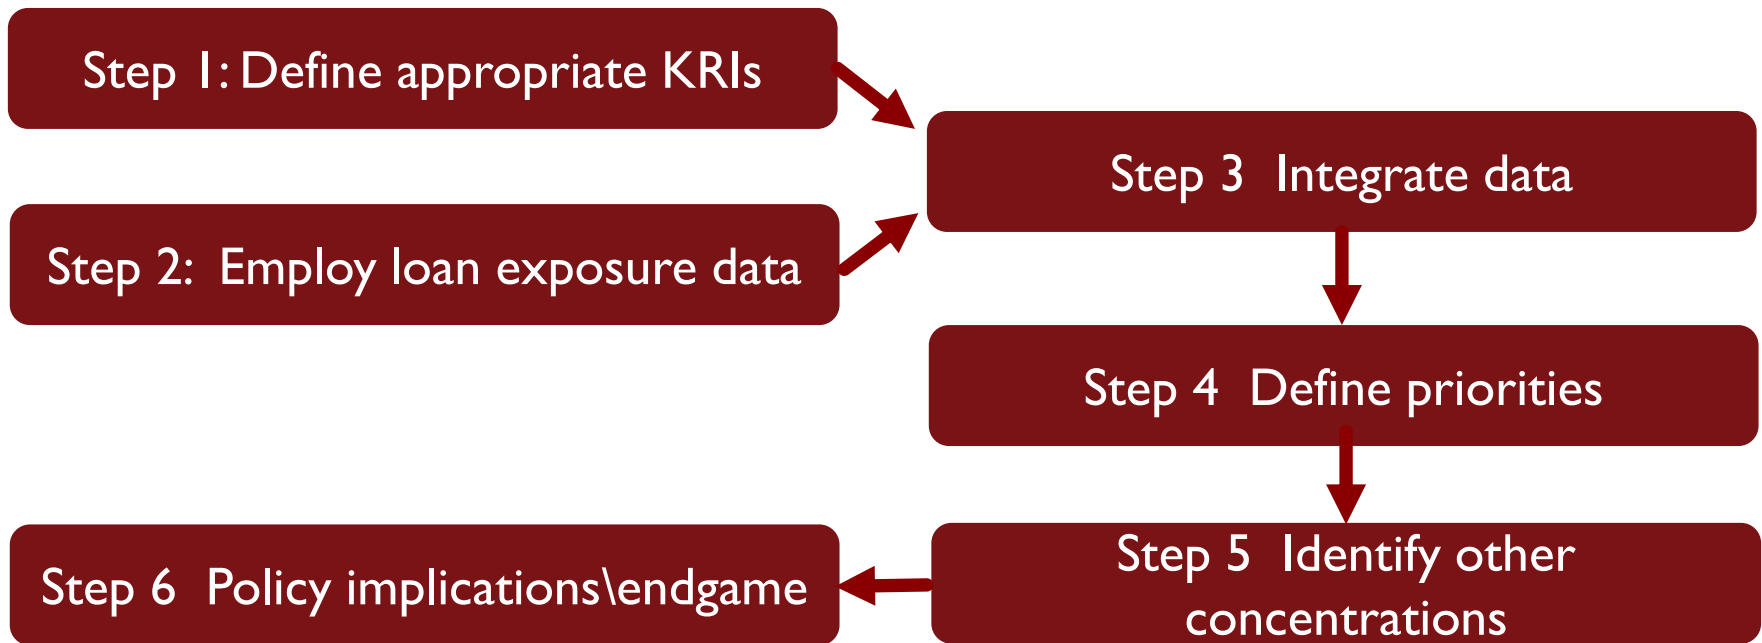 Step 1: Define appropriate KRIs
Step 2:  Employ loan exposure data
Step 3  Integrate data
Step 4  Define priorities
Step 5  Identify other
concentrations
Step 6  Policy implications\endgame